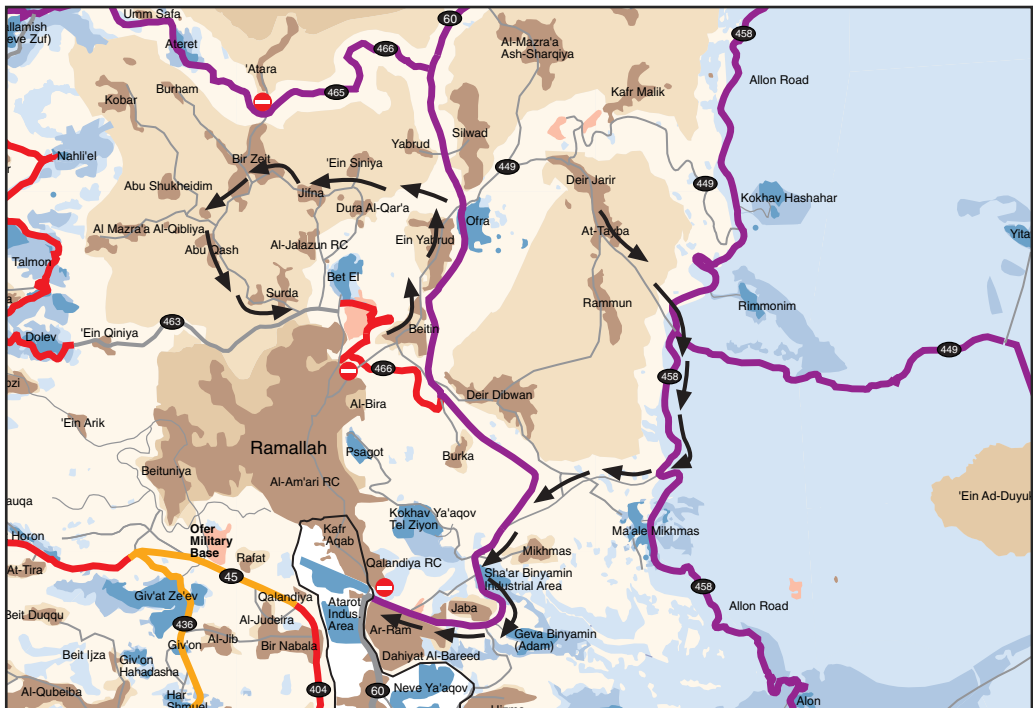 Umm Safa
60
458
allamish
eve Zuf)
Ateret
466
Al-Mazra'a
Ash-Sharqiya
'Atara
Allon Road
Burham
465
Kobar
Kafr Malik
Silwad
Yabrud
Nahli'el
Bir Zeit
'Ein Siniya
449
Abu Shukheidim
Jifna
Deir Jarir
449
Kokhav Hashahar
Dura Al-Qar'a
Ofra
Al Mazra'a Al-Qibliya
Abu Qash
Al-Jalazun RC
Ein Yabrud
At-Tayba
Yita
Talmon
Bet El
Surda
Rammun
Rimmonim
a
463
'Ein Qiniya
Beitin
Dolev
449
466
458
ozi
Al-Bira
Deir Dibwan
'Ein Arik
Ramallah
Psagot
Burka
Beituniya
Al-Am'ari RC
'Ein Ad-Duyuk
auqa
Kokhav Ya'aqov
Tel Ziyon
Horon
Ofer
Military
Base
Kafr
'Aqab
Ma'ale Mikhmas
Mikhmas
Rafat
Qalandiya RC
At-Tira
45
Sha'ar Binyamin
Industrial Area
458
Giv'at Ze'ev
Qalandiya
Atarot
Indus.
Area
Jaba
Allon Road
Beit Duqqu
436
Al-Judeira
Ar-Ram
Geva Binyamin
(Adam)
Al-Jib
Giv'on
Bir Nabala
Beit Ijza
Giv'on
Hahadasha
Dahiyat Al-Bareed
Al-Qubeiba
Har
Shmuel
404
60
Neve Ya'aqov
Alon